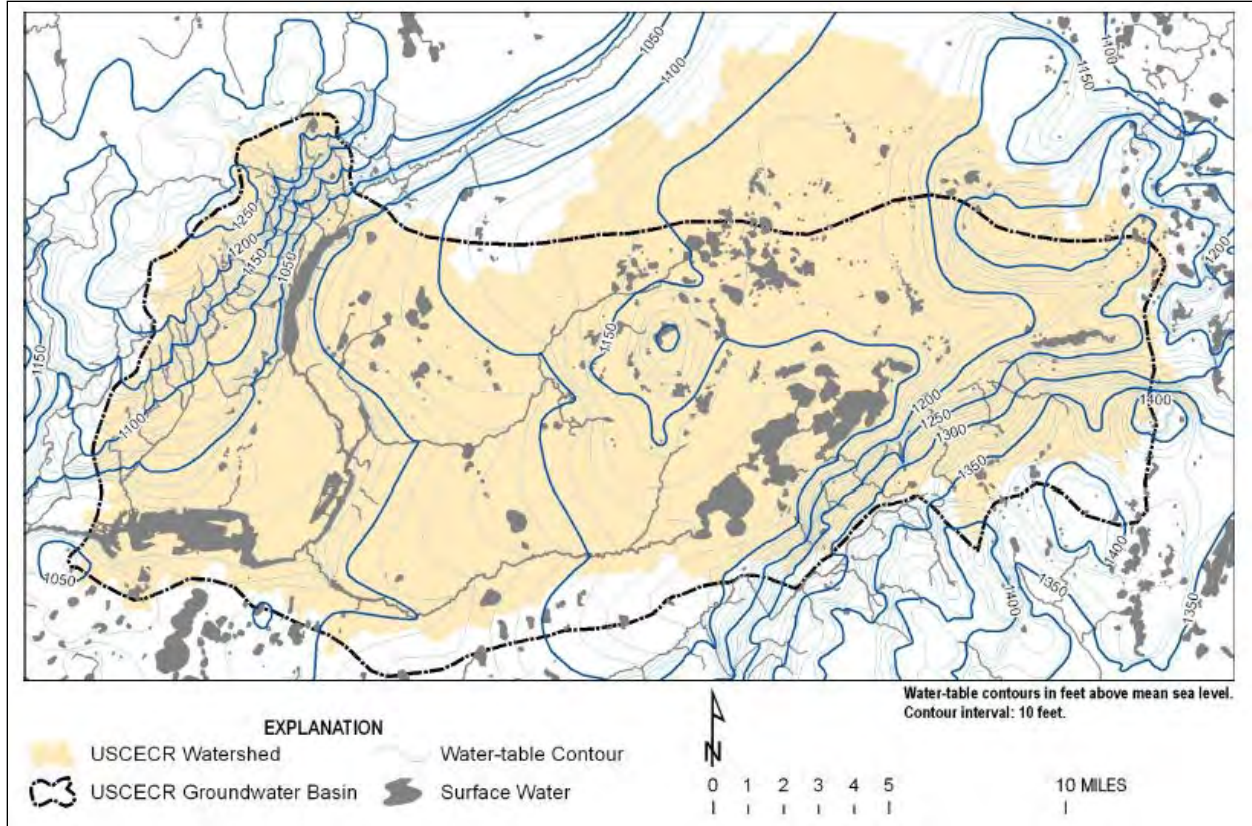 1050
1100
1100
1150
1250
1200
1150
1050
1200
1150
1150
1100
1200
1250
1300
1350
1400
1050
1400
1400
1350
1350
Water-table contours in feet above mean sea level.
Contour interval: 10 feet.
EXPLANATION
USCECR Watershed
Water-table Contour
USCECR Groundwater Basin
Surface Water
N
0 1 2 3 4 5 10 MILES